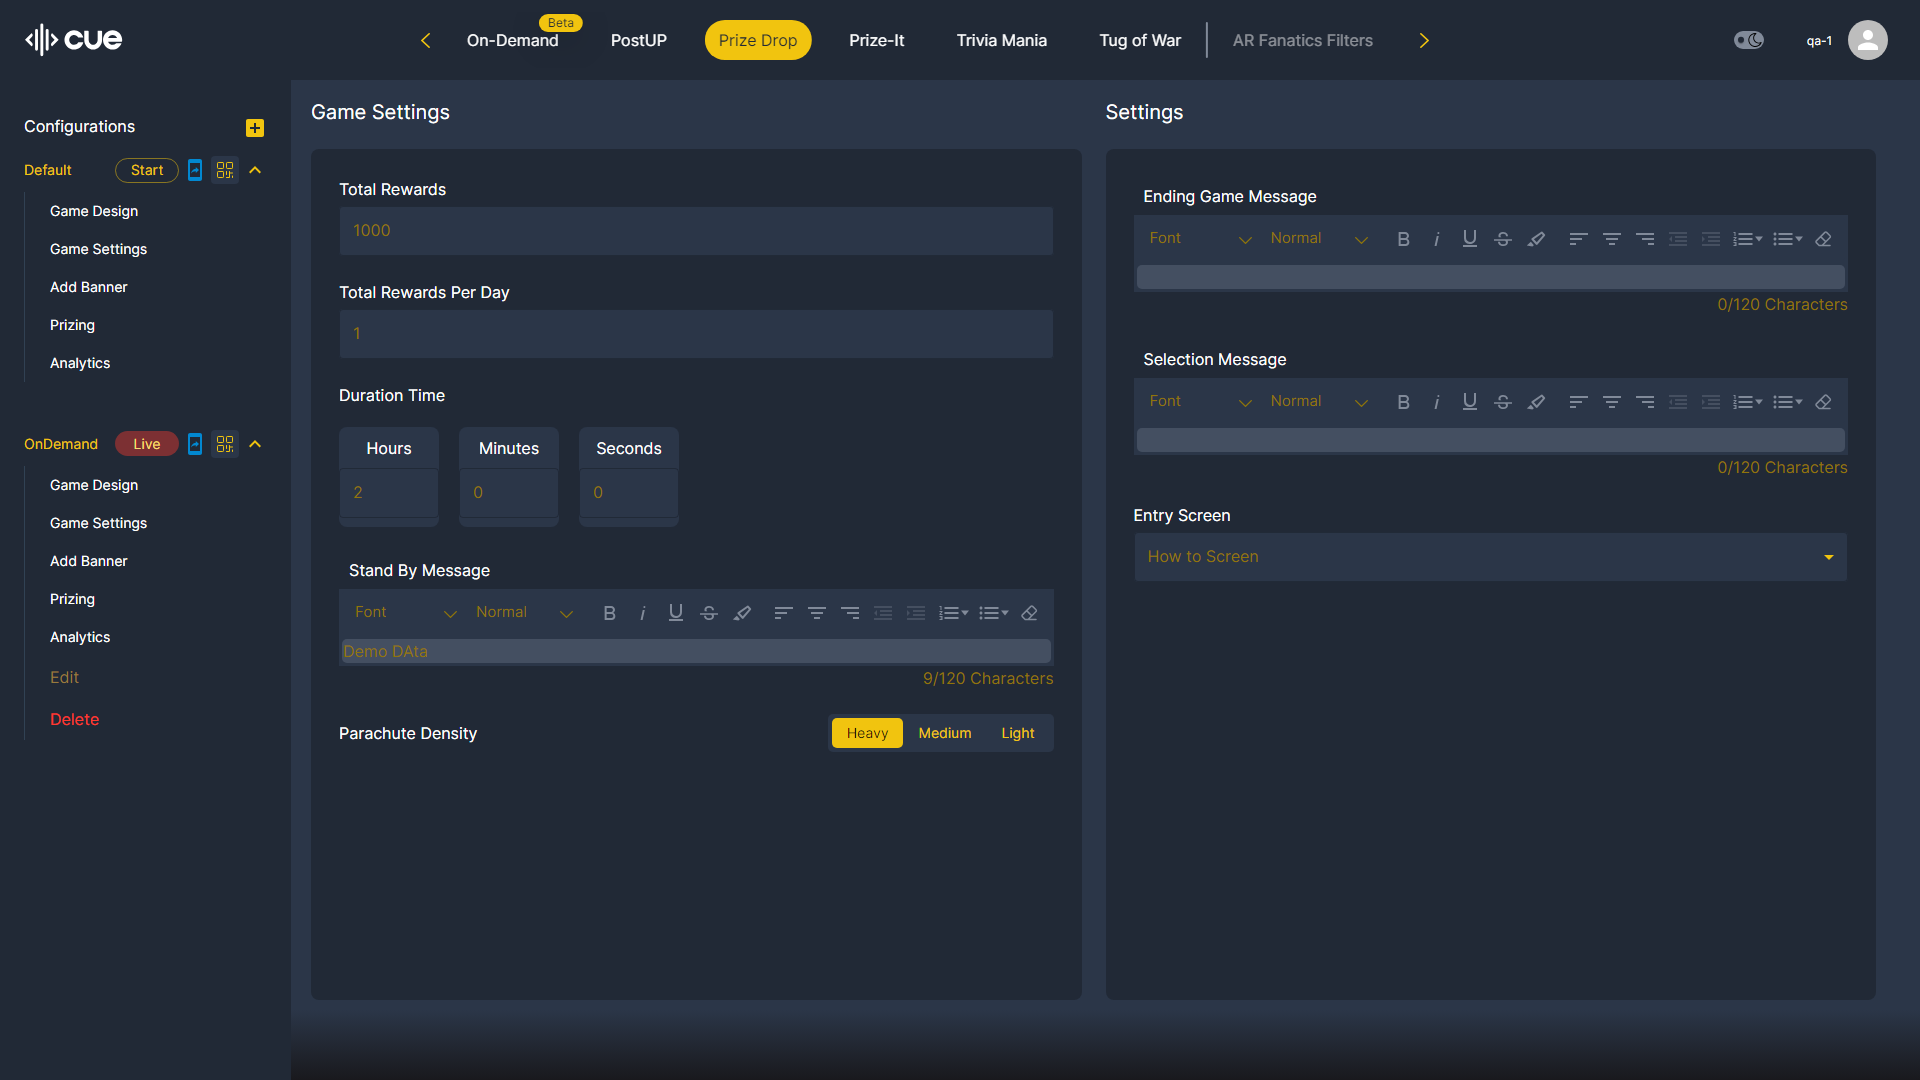 cue
Beta
On-Demand
PostUP
Prize Drop
Prize-It
Trivia Mania
Tug of War
AR Fanatics Filters
qa-1
Configurations
Default
Start
Game Design
Game Settings
Add Banner
Prizing
Analytics
OnDemand
Live
Game Design
Game Settings
Add Banner
Prizing
Analytics
Edit
Delete
Game Settings
Total Rewards
1000
Total Rewards Per Day
1
Duration Time
Hours
Minutes
Seconds
2
0
0
Stand By Message
Font
Normal
Demo DAta
9/120 Characters
Parachute Density
Heavy
Medium
Light
Settings
Ending Game Message
Font
Normal
0/120 Characters
Selection Message
Font
Normal
0/120 Characters
Entry Screen
How to Screen